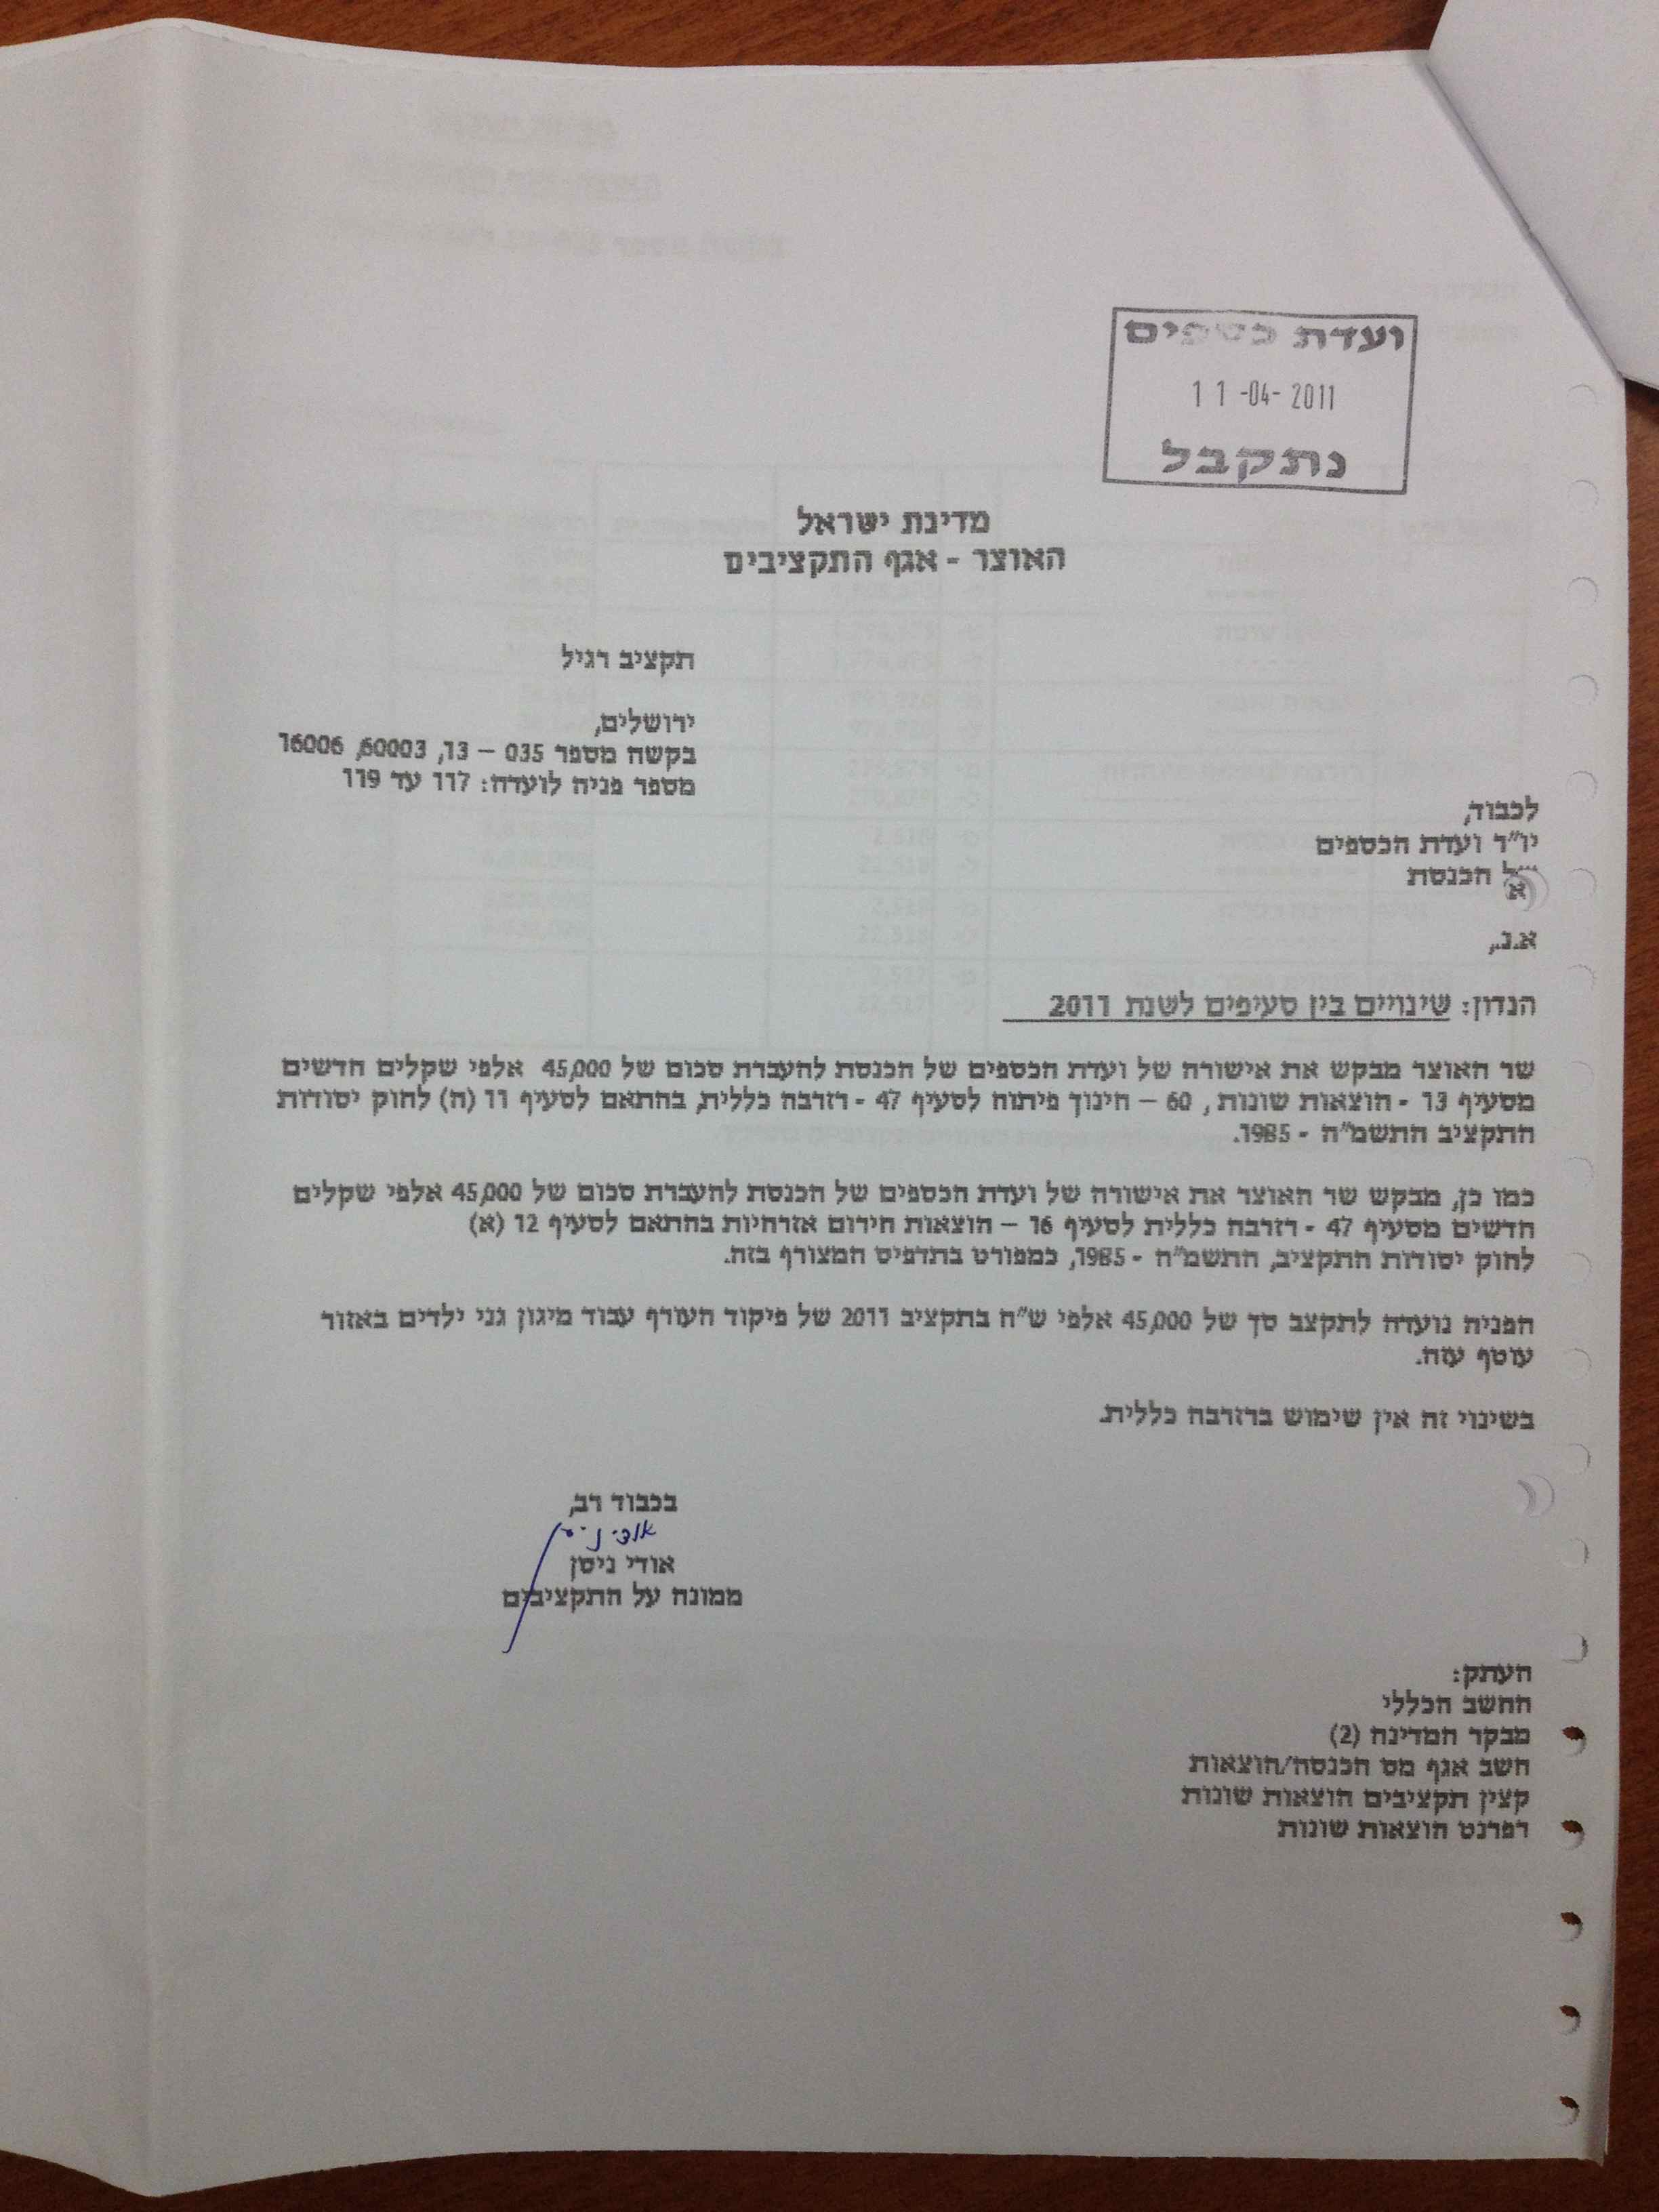 ועדת כספים
11 -04- 2011
נתקבל
מדינת ישראל
האוצר - אגף התקציבים
תקציב רגיל
ירושלים,
בקשה מספר 035 – 13, 60003, 16006
מספר פניה לועדה: 117 עד 119
לכבוד,
יו"ר ועדת הכספים
של הכנסת
א
א.נ.,
הנדון: שינויים בין סעיפים לשנת 2011
שר האוצר מבקש את אישורה של ועדת הכספים של הכנסת להעברת סכום של 45,000 אלפי שקלים חדשים
מסעיף 13 - הוצאות שונות, 60 – חינוך פיתוח לסעיף 47 - רזרבה כללית, בהתאם לסעיף 11 (ה) לחוק יסודות
התקציב התשמ"ה - 1985.
כמו כן, מבקש שר האוצר את אישורה של ועדת הכספים של הכנסת להעברת סכום של 45,000 אלפי שקלים
חדשים מסעיף 47 - רזרבה כללית לסעיף 16 – הוצאות חירום אזרחיות בהתאם לסעיף 12 (א)
לחוק יסודות התקציב, התשמ"ה - 1985, כמפורט בתדפיס המצורף בזה.
הפניה נועדה לתקצב סך של 45,000 אלפי ש"ח בתקציב 2011 של פיקוד העורף עבוד מיגון גני ילדים באזור
עוטף עזה.
בשינוי זה אין שימוש ברזרבה כללית.
בכבוד רב,
אודי ניסן
אודי ניסן
ממונה על התקציבים
העתק:
החשב הכללי
מבקר המדינה (2)
חשב אגף מס הכנסה/הוצאות
קצין תקציבים הוצאות שונות
רפרנט הוצאות שונות